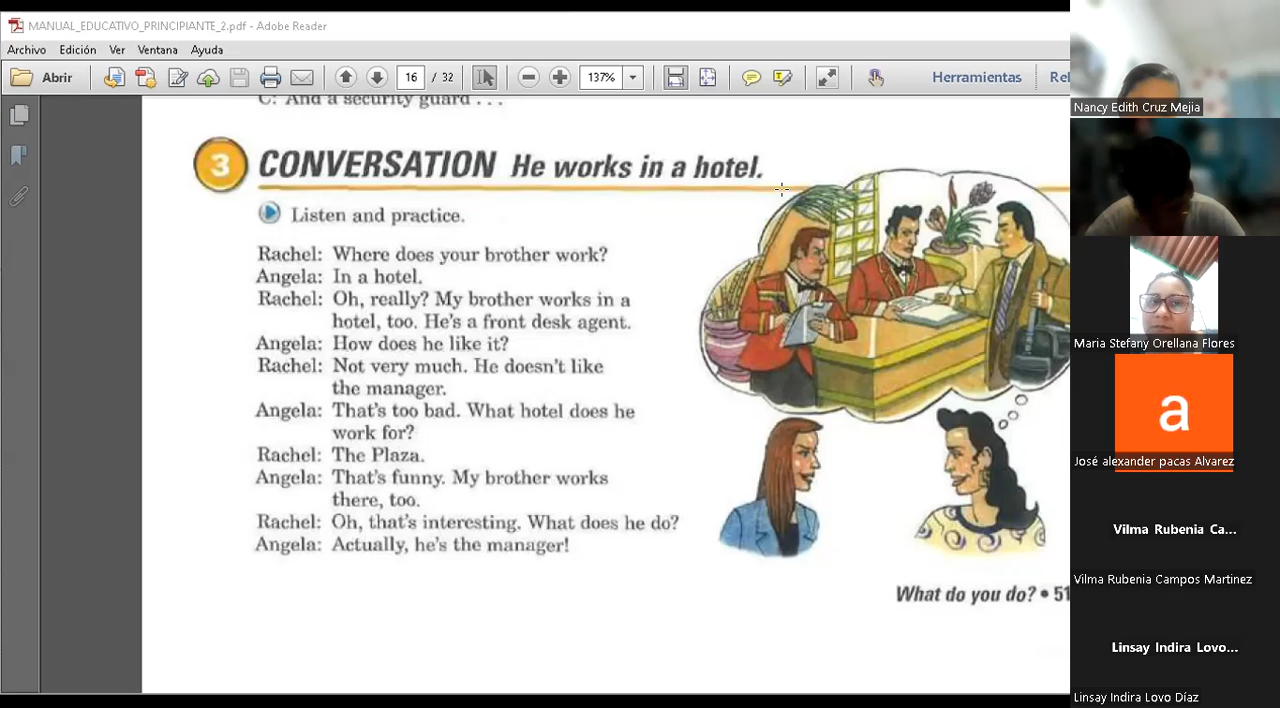 MANUAL_EDUCATIVO_PRINCIPIANTE_2.pdf - Adobe Reader
Archivo Edición Ver Ventana Ayuda
Abrir 16 / 32 137% Herramientas Rel
C: And a security guard . . .
3 CONVERSATION He works in a hotel.
Listen and practice.
Rachel: Where does your brother work?
Angela: In a hotel.
Rachel: Oh, really? My brother works in a
hotel, too. He's a front desk agent.
Angela: How does he like it?
Rachel: Not very much. He doesn't like
the manager.
Angela: That's too bad. What hotel does he
work for?
Rachel: The Plaza.
Angela: That's funny. My brother works
there, too.
Rachel: Oh, that's interesting. What does he do?
Angela: Actually, he's the manager!
What do you do? • 51
Nancy Edith Cruz Mejia
Maria Stefany Orellana Flores
a
José alexander pacas Alvarez
Vilma Rubenia Ca...
Vilma Rubenia Campos Martinez
Linsay Indira Lovo...
Linsay Indira Lovo Díaz